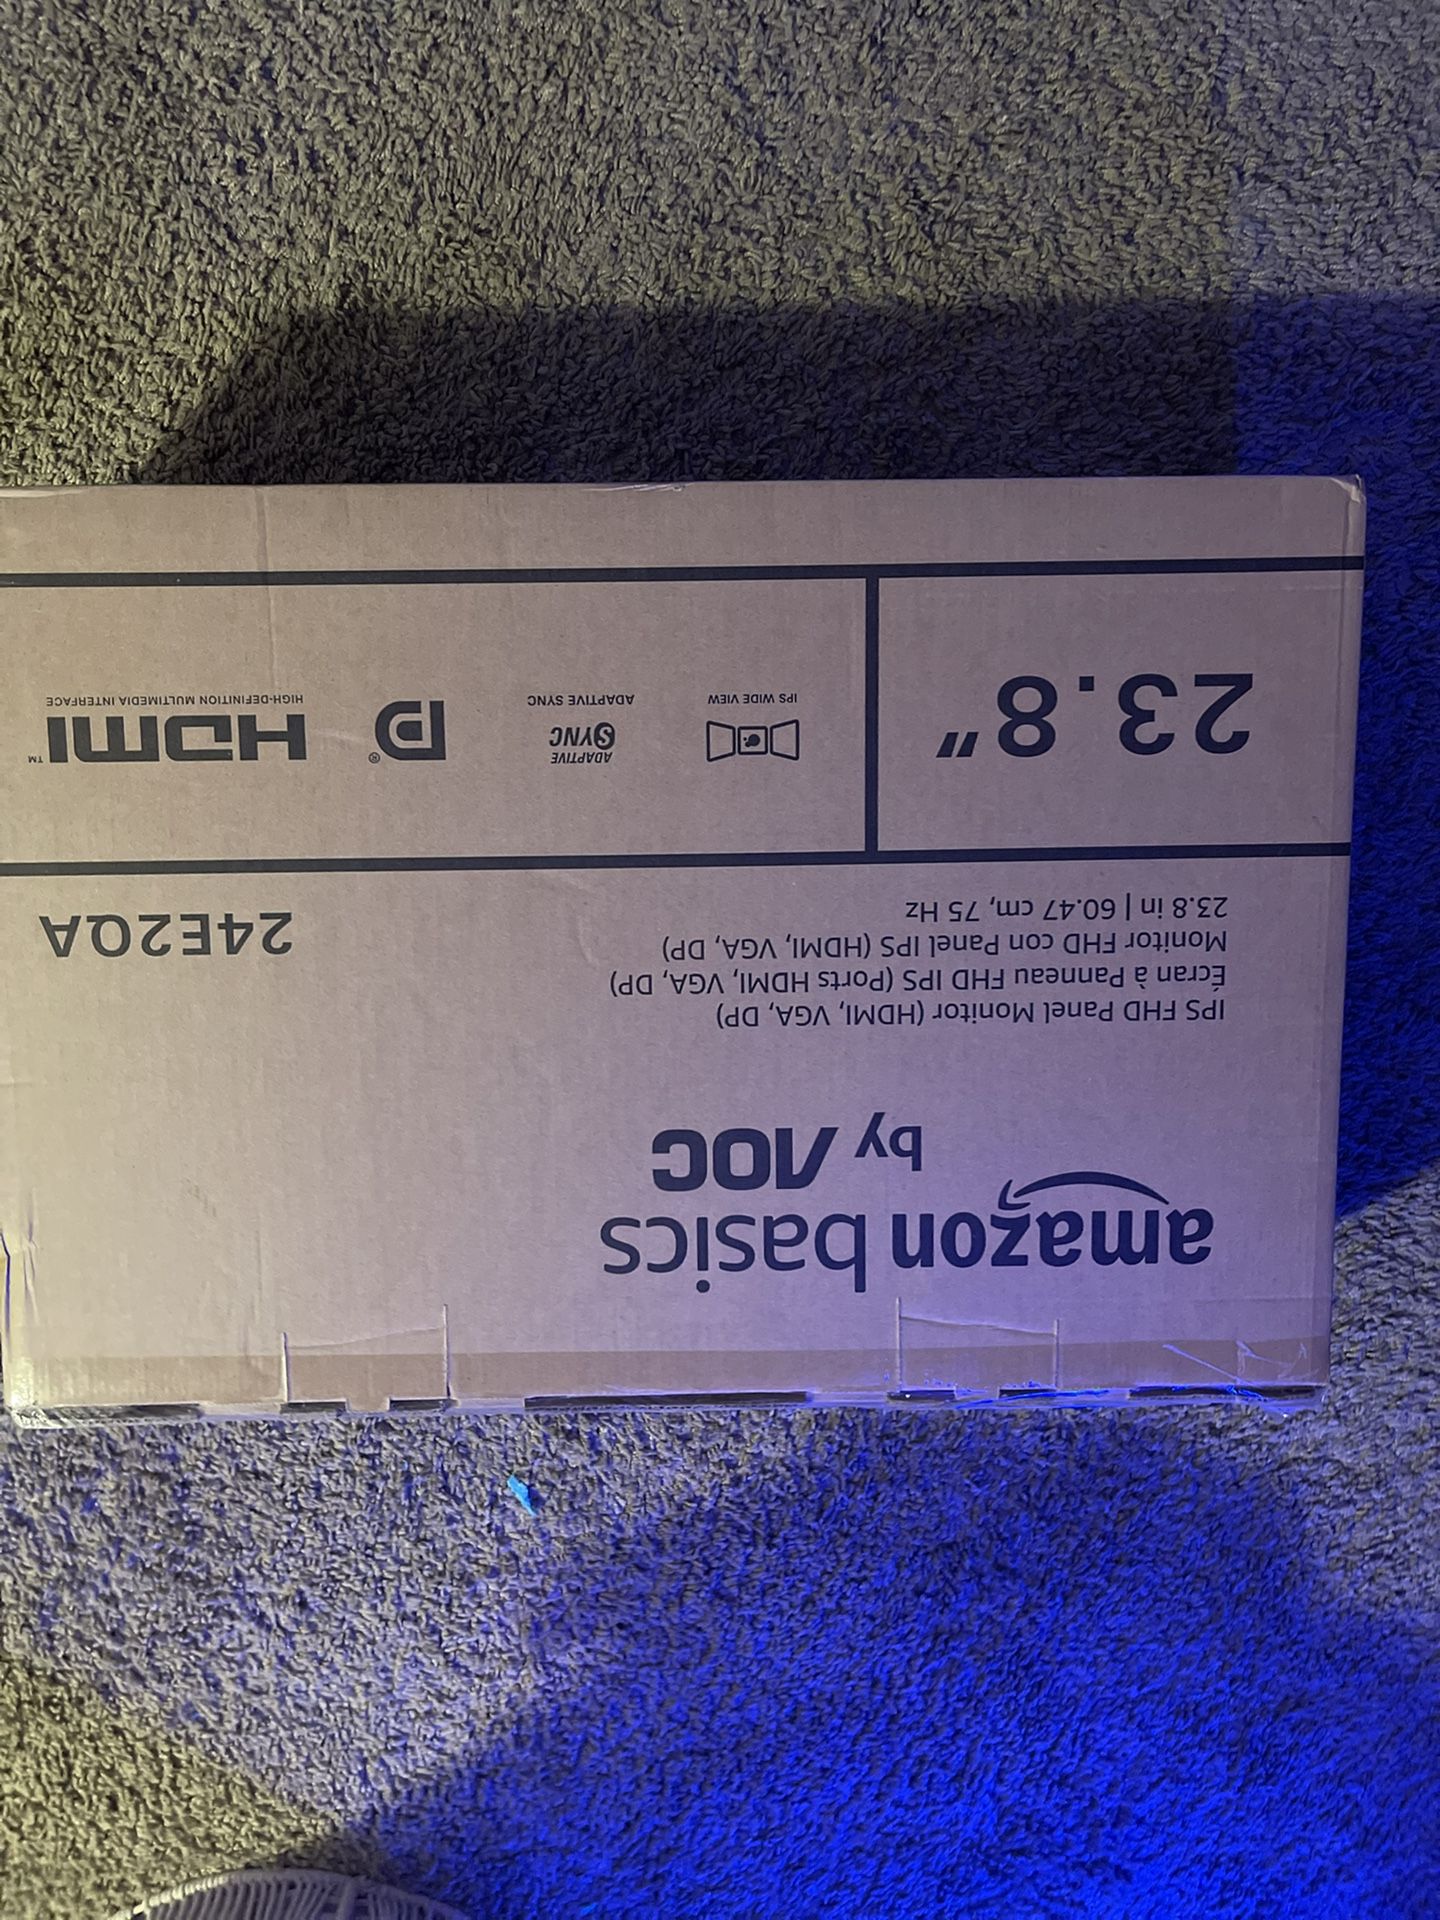 amazon basics
by AOC
IPS FHD Panel Monitor (HDMI, VGA, DP)
Écran à Panneau FHD IPS (Ports HDMI, VGA, DP)
Monitor FHD con Panel IPS (HDMI, VGA, DP)
23.8 in | 60.47 cm, 75 Hz
24E2QA
23.8"
IPS WIDE VIEW
ADAPTIVE
SYNC
ADAPTIVE SYNC
®
HDMI™
HIGH-DEFINITION MULTIMEDIA INTERFACE